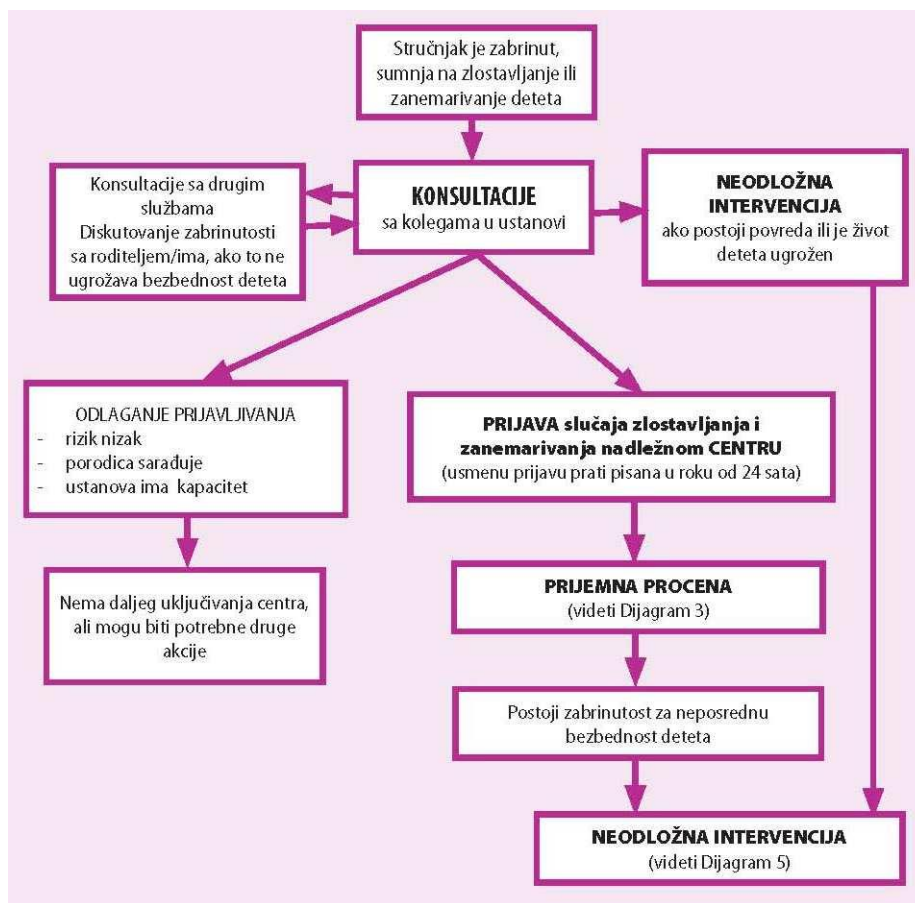 Stručnjak je zabrinut,
sumnja na zlostavljanje ili
zanemarivanje deteta
Konsultacije sa drugim
službama
Diskutovanje zabrinutosti
sa roditeljem/ima, ako to ne
ugrožava bezbednost deteta
KONSULTACIJE
sa kolegama u ustanovi
NEODLOŽNA
INTERVENCIJA
ako postoji povreda ili je život
deteta ugrožen
ODLAGANJE PRIJAVLJIVANJA
- rizik nizak
- porodica sarađuje
- ustanova ima kapacitet
PRIJAVA slučaja zlostavljanja i
zanemarivanja nadležnom CENTRU
(usmenu prijavu prati pisana u roku od 24 sata)
Nema daljeg uključivanja centra,
ali mogu biti potrebne druge
akcije
PRIJEMNA PROCENA
(videti Dijagram 3)
Postoji zabrinutost za neposrednu
bezbednost deteta
NEODLOŽNA INTERVENCIJA
(videti Dijagram 5)